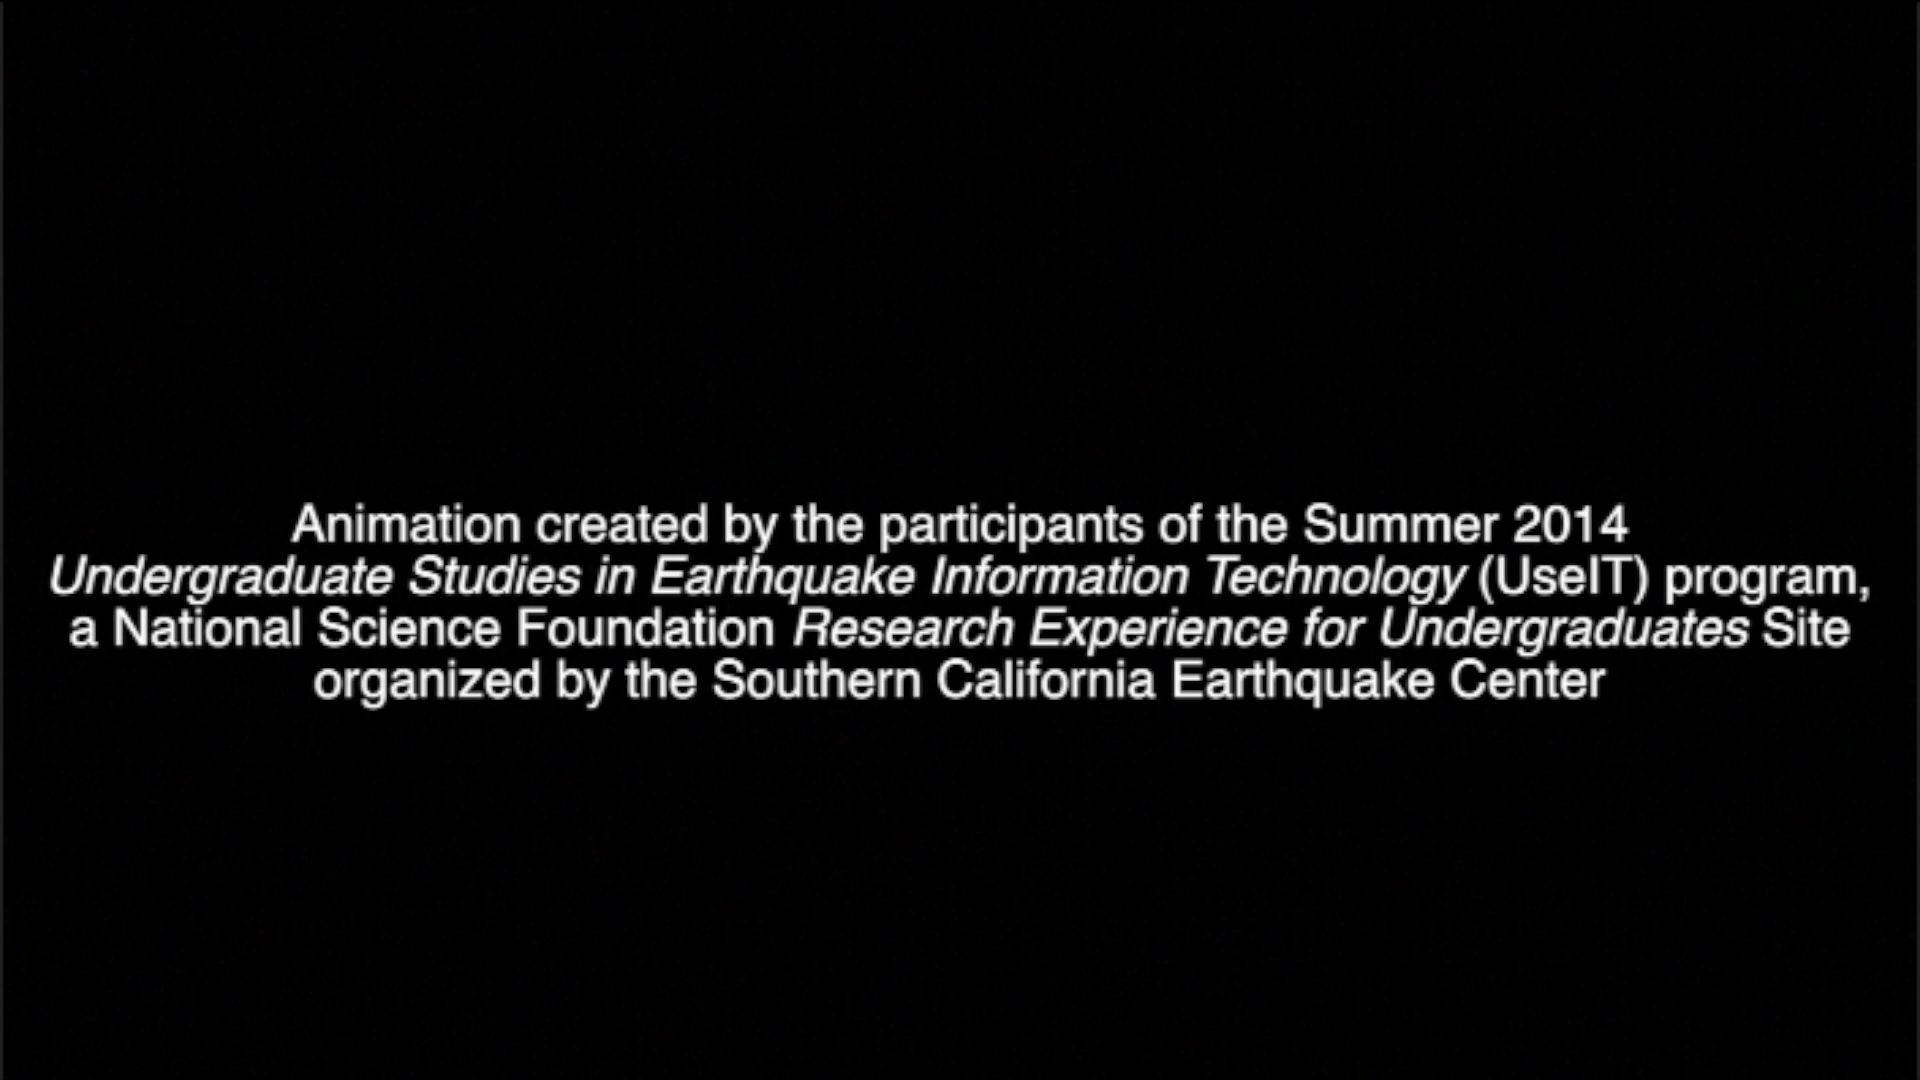 Animation created by the participants of the Summer 2014
Undergraduate Studies in Earthquake Information Technology (UseIT) program,
a National Science Foundation Research Experience for Undergraduates Site
organized by the Southern California Earthquake Center